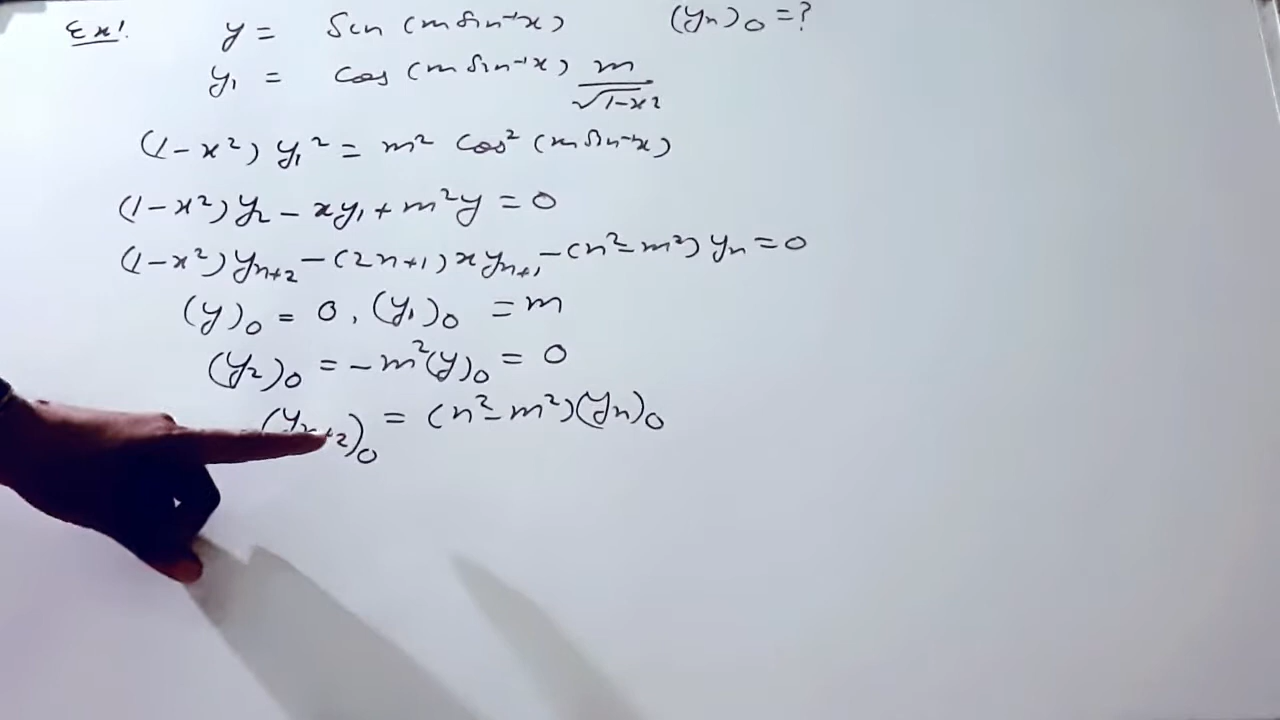 Ex! y = Sin (m sin⁻¹x) (yn)₀ = ?
y₁ = cos (m sin⁻¹x) m/√1-x²
(1-x²) y₁² = m² cos² (m sin⁻¹x)
(1-x²) y₂ - xy₁ + m²y = 0
(1-x²) yn+2 - (2n+1) x yn+1 - (n²-m²) yn = 0
(y)₀ = 0, (y₁)₀ = m
(y₂)₀ = -m²(y)₀ = 0
(yn+2)₀ = (n²-m²)(yn)₀